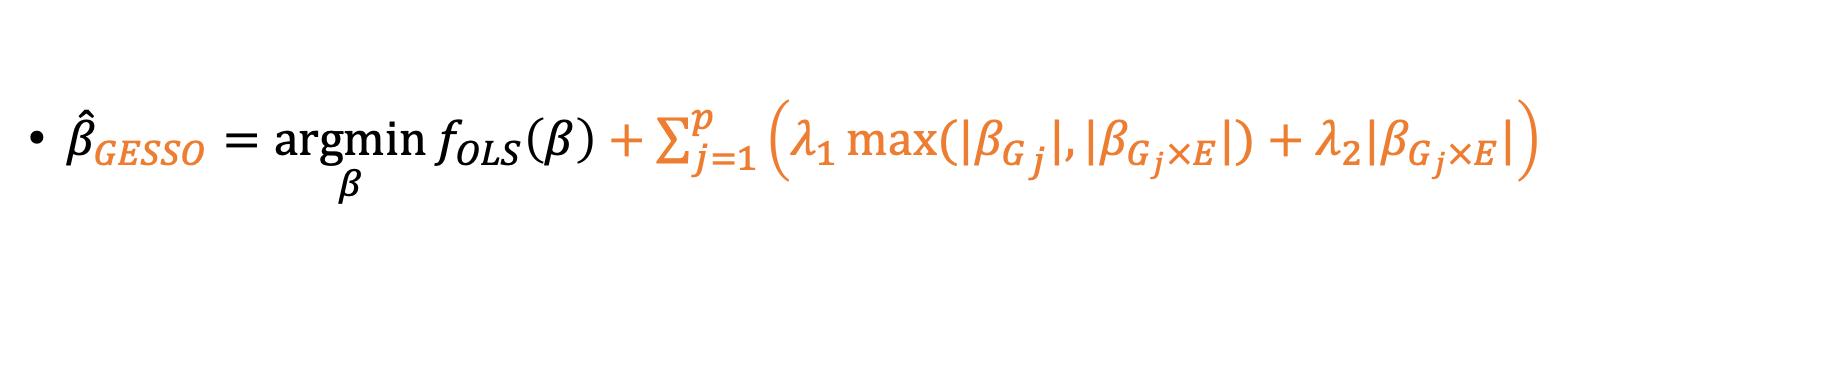 • β̂_GESSO = argmin_β f_OLS(β) + ∑_{j=1}^{p} (λ₁ max(|β_{G_j}|, |β_{G_j×E}|) + λ₂|β_{G_j×E}|)